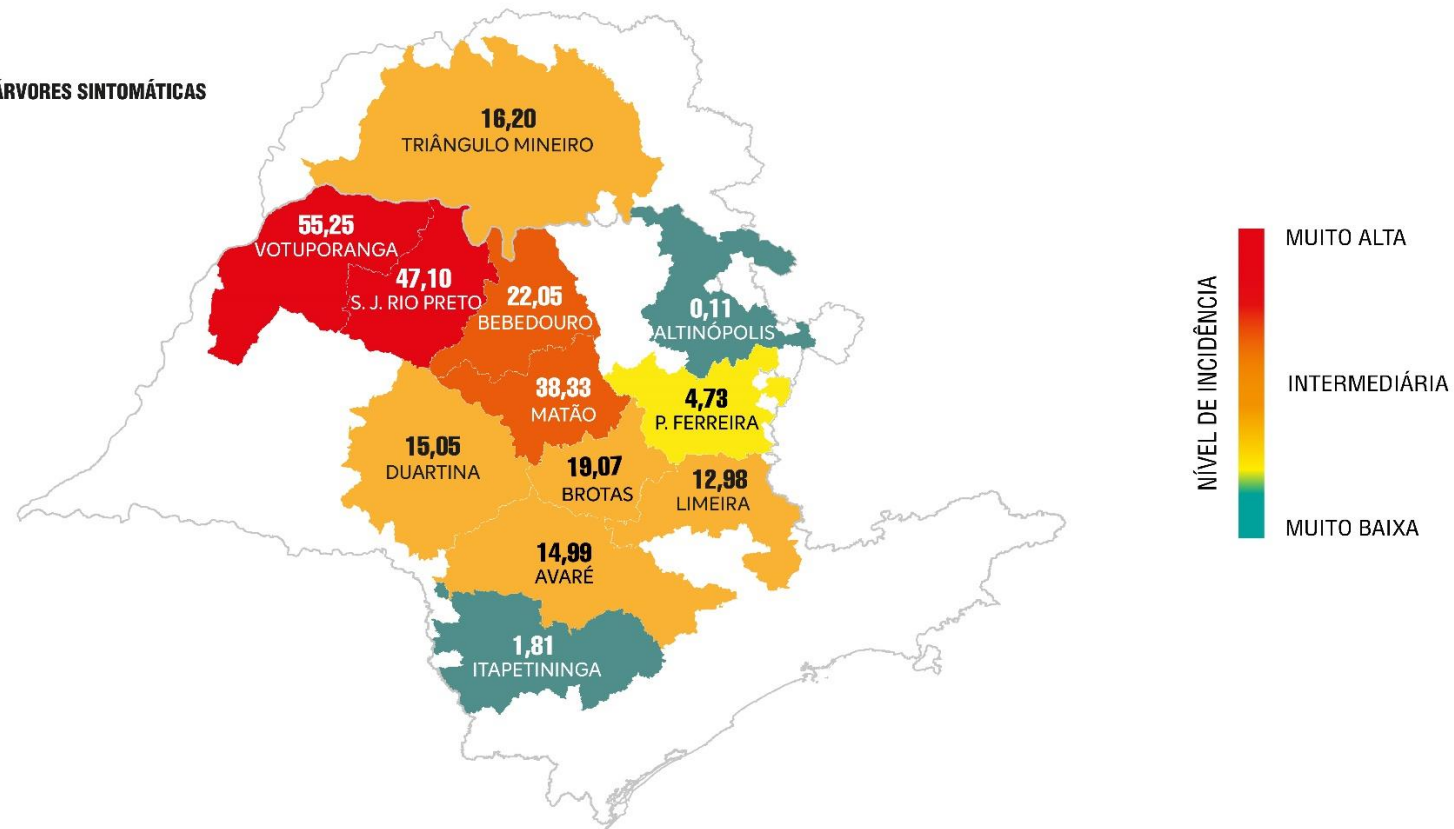 ÁRVORES SINTOMÁTICAS
16,20
TRIÂNGULO MINEIRO
55,25
VOTUPORANGA
47,10
S. J. RIO PRETO
22,05
BEBEDOURO
0,11
ALTINÓPOLIS
38,33
MATÃO
4,73
P. FERREIRA
15,05
DUARTINA
19,07
BROTAS
12,98
LIMEIRA
14,99
AVARÉ
1,81
ITAPETININGA
NÍVEL DE INCIDÊNCIA
MUITO ALTA
INTERMEDIÁRIA
MUITO BAIXA